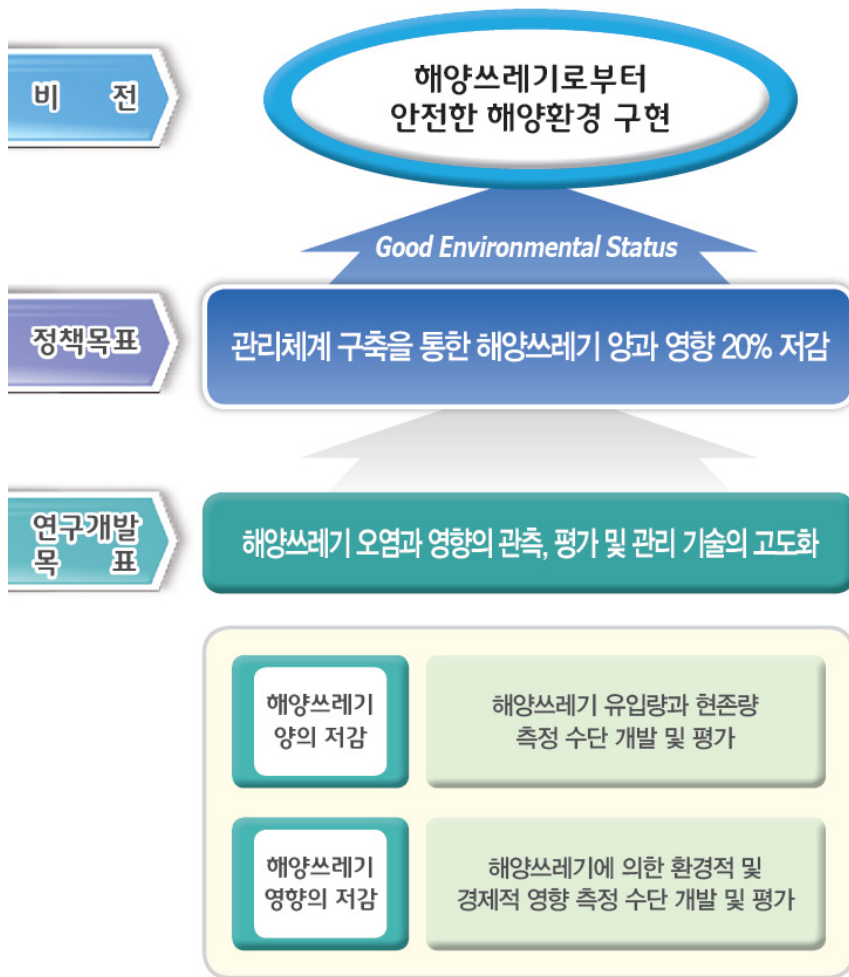 비 전
해양쓰레기로부터
안전한 해양환경 구현
Good Environmental Status
정책목표
관리체계 구축을 통한 해양쓰레기 양과 영향 20% 저감
연구개발
목 표
해양쓰레기 오염과 영향의 관측, 평가 및 관리 기술의 고도화
해양쓰레기
양의 저감
해양쓰레기 유입량과 현존량
측정 수단 개발 및 평가
해양쓰레기
영향의 저감
해양쓰레기에 의한 환경적 및
경제적 영향 측정 수단 개발 및 평가